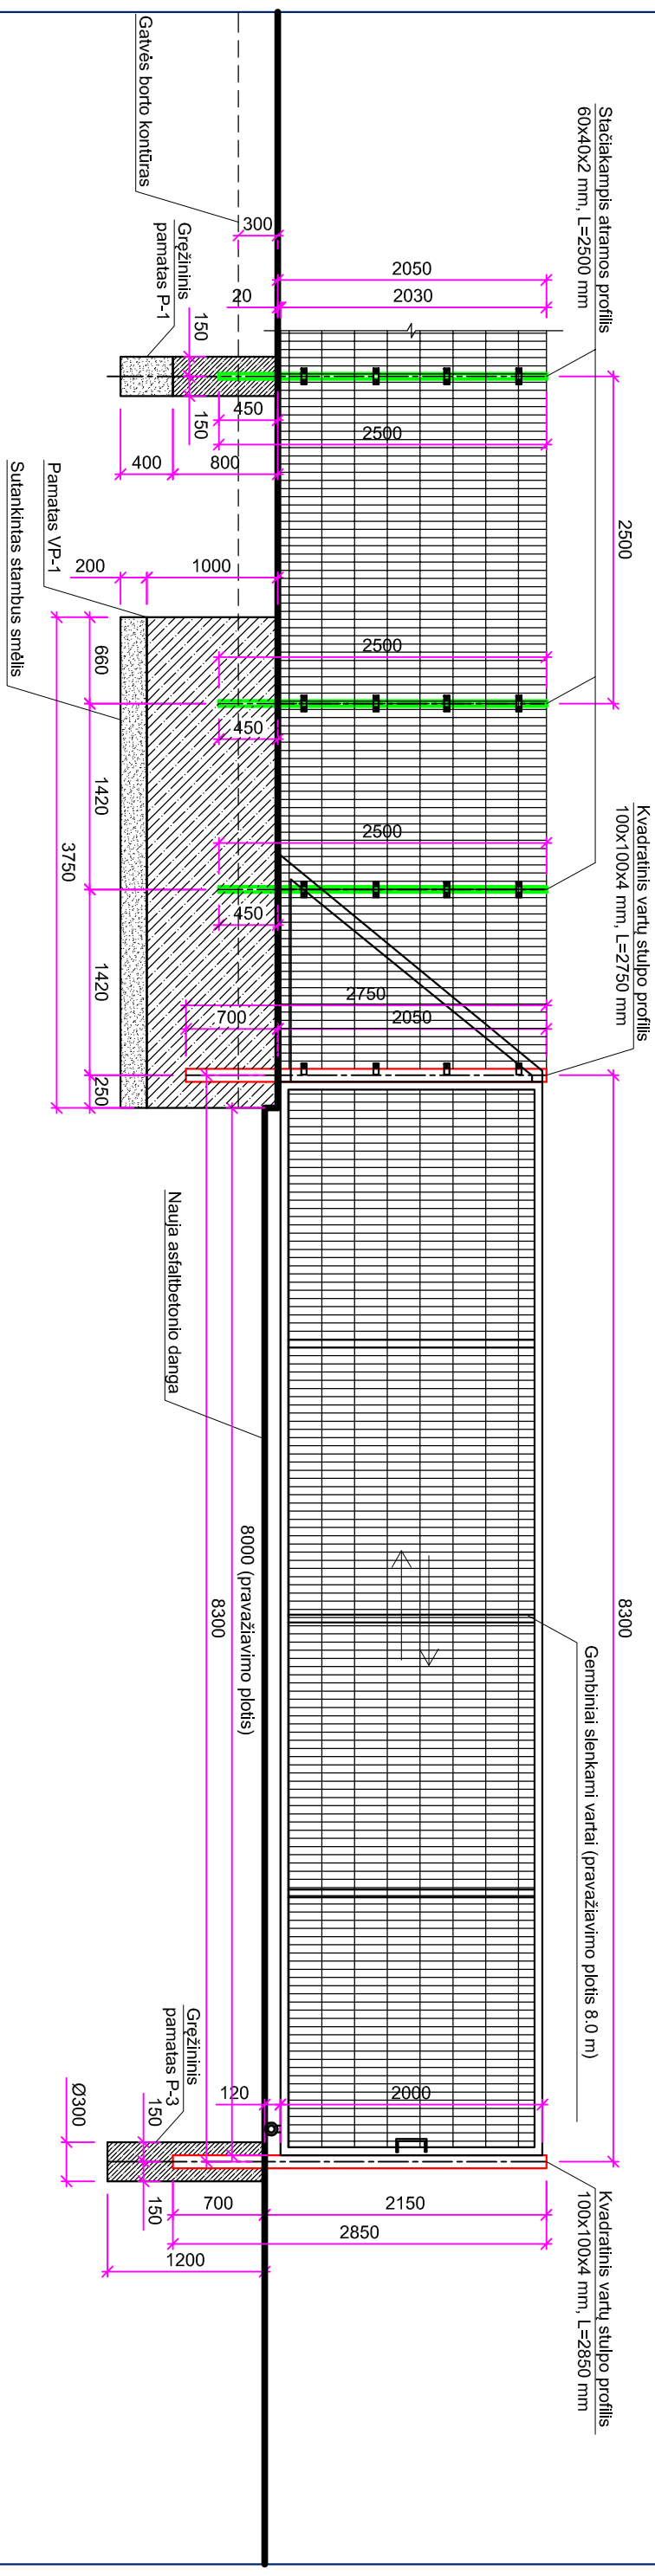 Stačiakampis atramos profilis
60x40x2 mm, L=2500 mm
2500
Kvadratinis vartų stulpo profilis
100x100x4 mm, L=2750 mm
8300
Gembiniai slenkami vartai (pravažiavimo plotis 8.0 m)
Kvadratinis vartų stulpo profilis
100x100x4 mm, L=2850 mm
2050
2030
2500
2500
2500
2750
2050
2000
2150
2850
300
20
450
450
450
700
120
700
1200
Gatvės borto kontūras
Gręžininis
pamatas P-1
150
150
400
800
200
1000
Pamatas VP-1
Sutankintas stambus smėlis
660
1420
1420
250
3750
Nauja asfaltbetonio danga
8000 (pravažiavimo plotis)
8300
Gręžininis
pamatas P-3
150
150
Ø300